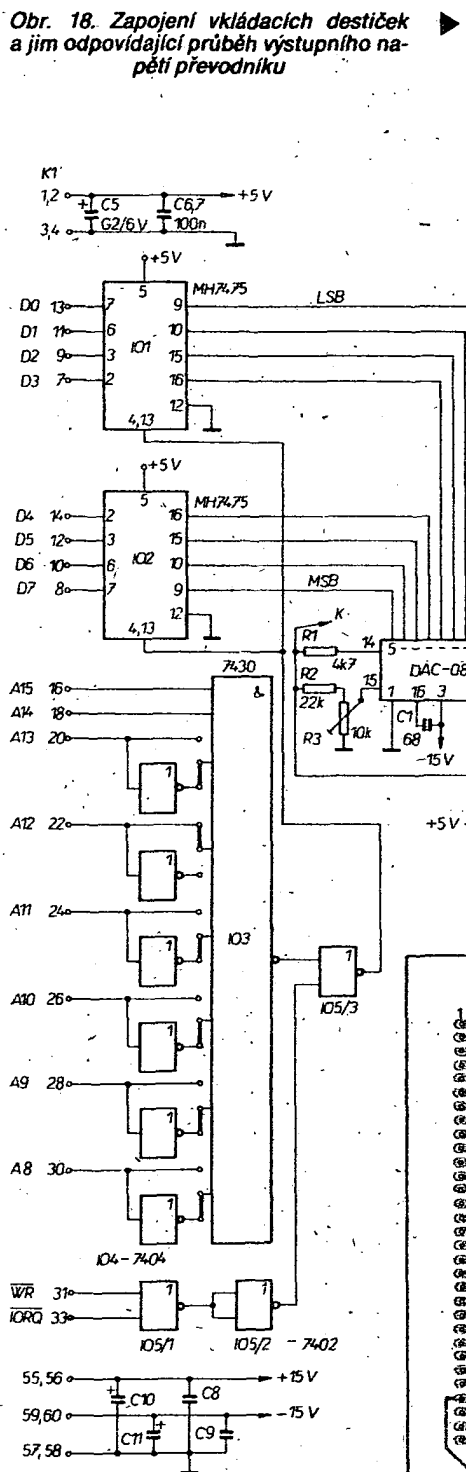 Obr. 18. Zapojení vkládacích destiček
a jim odpovídající průběh výstupního na-
pětí převodníku
K1
1,2
+ C5
G2/6V
C6,7
100n
+5V
3,4
+5V
5
MH7475
D0 13 7
9 LSB
D1 11 6
IO1
10
D2 9 3
15
D3 7 2
16
12
4,13
+5V
5
MH7475
D4 14 2
16
D5 12 3
IO2
15
D6 10 6
10
D7 8 7
9 MSB
12
4,13
K
R1
4k7
14
5
DAC-08
R2
22k
15
1 16 3
R3
10k
C1
68
-15V
+5V
7430
&
IO3
A15 16
A14 18
A13 20
1
A12 22
1
A11 24
1
A10 26
1
A9 28
1
A8 30
1
IO4-7404
1
IO5/3
WR 31
1
1
IORQ 33
IO5/1
IO5/2 - 7402
55,56
+15V
+ C10
C8
59,60
-15V
C11 +
C9
57,58
1